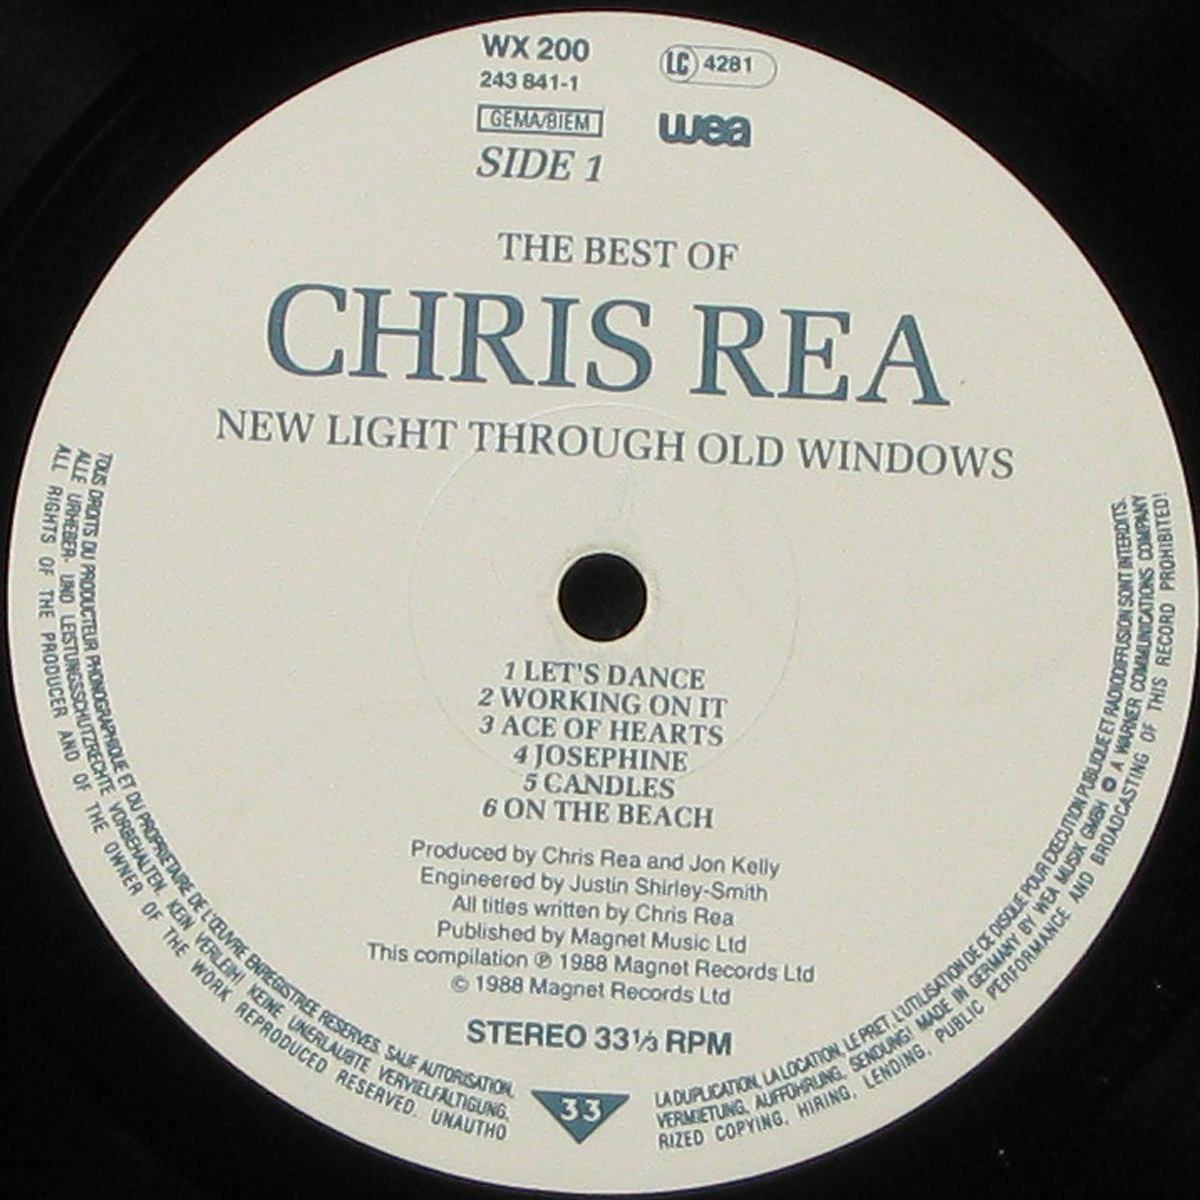 WX 200
243 841-1
LC 4281
GEMA/BIEM
wea
SIDE 1
THE BEST OF
CHRIS REA
NEW LIGHT THROUGH OLD WINDOWS
1 LET'S DANCE
2 WORKING ON IT
3 ACE OF HEARTS
4 JOSEPHINE
5 CANDLES
6 ON THE BEACH
Produced by Chris Rea and Jon Kelly
Engineered by Justin Shirley-Smith
All titles written by Chris Rea
Published by Magnet Music Ltd
This compilation ℗ 1988 Magnet Records Ltd
© 1988 Magnet Records Ltd
STEREO 33⅓ RPM
33
TOUS DROITS DU PRODUCTEUR PHONOGRAPHIQUE ET DU PROPRIETAIRE DE L'ŒUVRE ENREGISTREE RESERVES. SAUF AUTORISATION, LA DUPLICATION, LA LOCATION, LE PRET, L'UTILISATION DE CE DISQUE POUR EXECUTION PUBLIQUE ET RADIODIFFUSION SONT INTERDITS.
ALLE URHEBER- UND LEISTUNGSSCHUTZRECHTE VORBEHALTEN. KEIN VERLEIH! KEINE UNERLAUBTE VERVIELFÄLTIGUNG, VERMIETUNG, AUFFÜHRUNG, SENDUNG! MADE IN GERMANY BY WEA MUSIK GMBH A WARNER COMMUNICATIONS COMPANY
ALL RIGHTS OF THE PRODUCER AND OF THE OWNER OF THE WORK REPRODUCED RESERVED. UNAUTHORIZED COPYING, HIRING, LENDING, PUBLIC PERFORMANCE AND BROADCASTING OF THIS RECORD PROHIBITED!